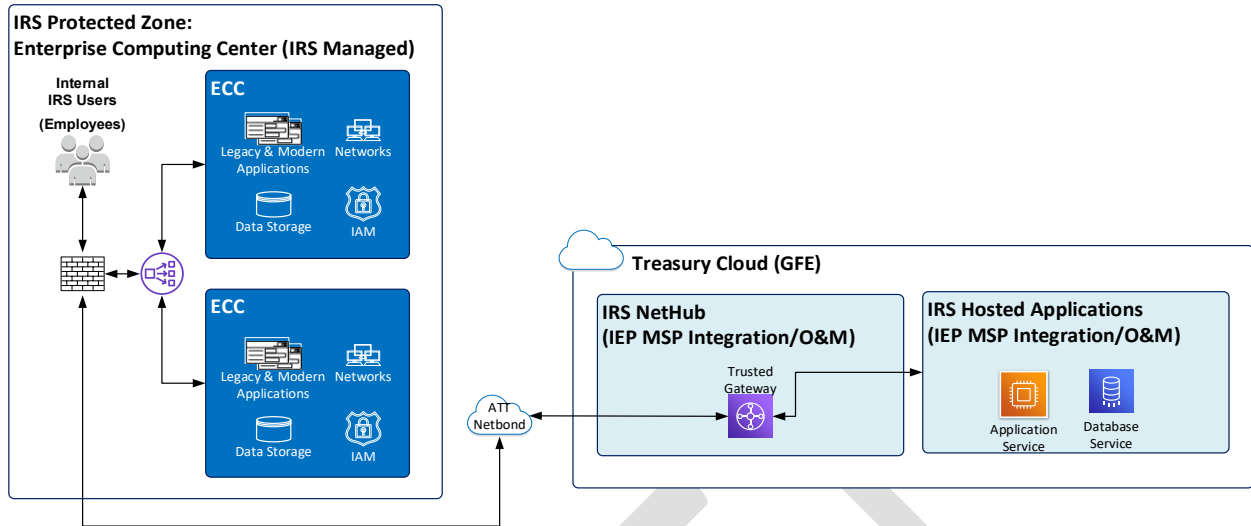 IRS Protected Zone:
Enterprise Computing Center (IRS Managed)
Internal
IRS Users
(Employees)
ECC
Legacy & Modern
Applications
Networks
Data Storage
IAM
ECC
Legacy & Modern
Applications
Networks
Data Storage
IAM
ATT
Netbond
Treasury Cloud (GFE)
IRS NetHub
(IEP MSP Integration/O&M)
Trusted
Gateway
IRS Hosted Applications
(IEP MSP Integration/O&M)
Application
Service
Database
Service